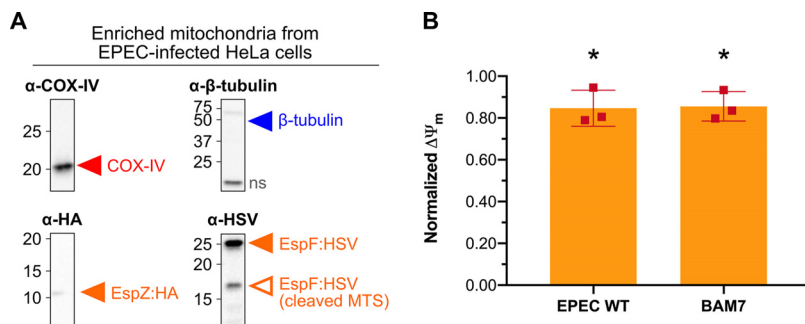 A
Enriched mitochondria from
EPEC-infected HeLa cells
α-COX-IV
25
20
COX-IV
α-β-tubulin
75
50
37
25
β-tubulin
ns
α-HA
20
15
10
EspZ:HA
α-HSV
25
20
15
EspF:HSV
EspF:HSV
(cleaved MTS)
B
* *
Normalized ΔΨm
1.00
0.80
0.60
0.40
0.20
0.00
EPEC WT BAM7